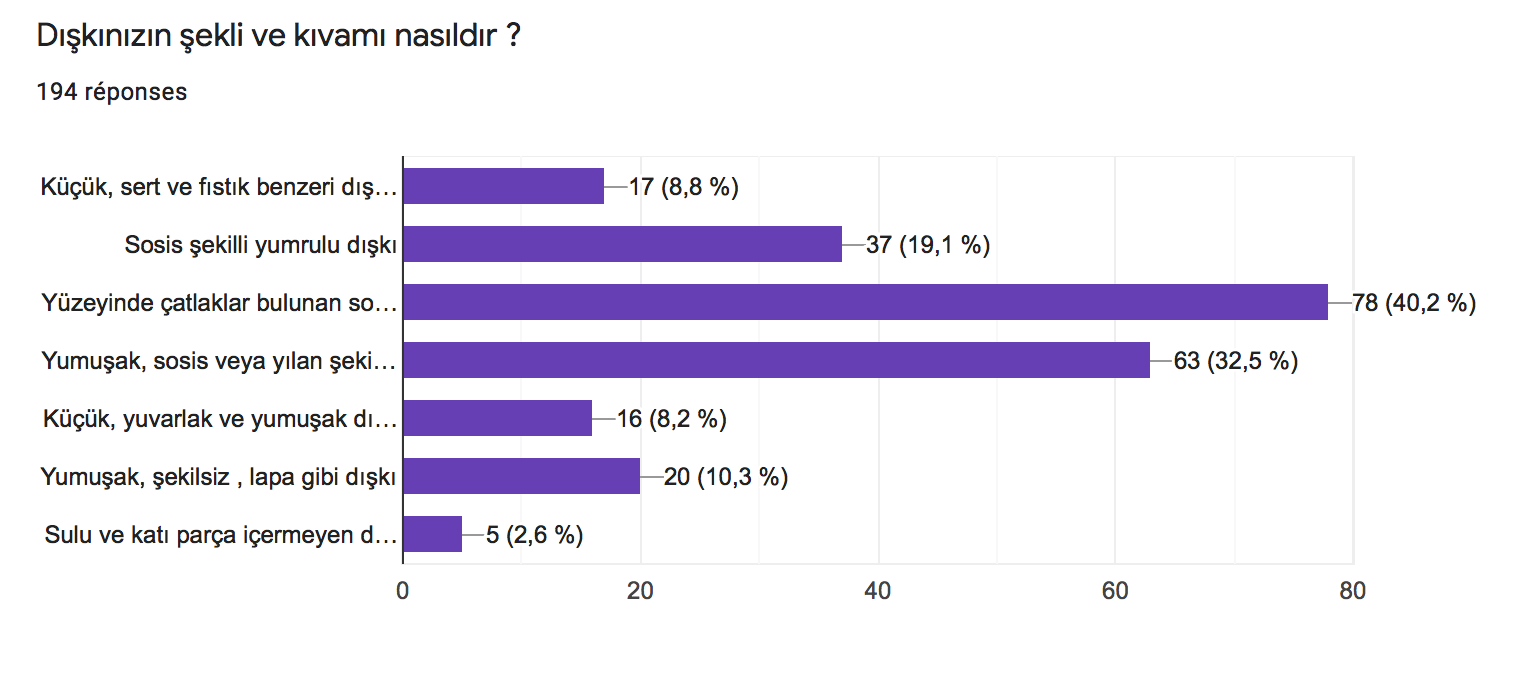 Dışkınızın şekli ve kıvamı nasıldır ?
194 réponses
Küçük, sert ve fıstık benzeri dış… 17 (8,8 %)
Sosis şekilli yumrulu dışkı 37 (19,1 %)
Yüzeyinde çatlaklar bulunan so… 78 (40,2 %)
Yumuşak, sosis veya yılan şeki… 63 (32,5 %)
Küçük, yuvarlak ve yumuşak dı… 16 (8,2 %)
Yumuşak, şekilsiz , lapa gibi dışkı 20 (10,3 %)
Sulu ve katı parça içermeyen d… 5 (2,6 %)
0 20 40 60 80